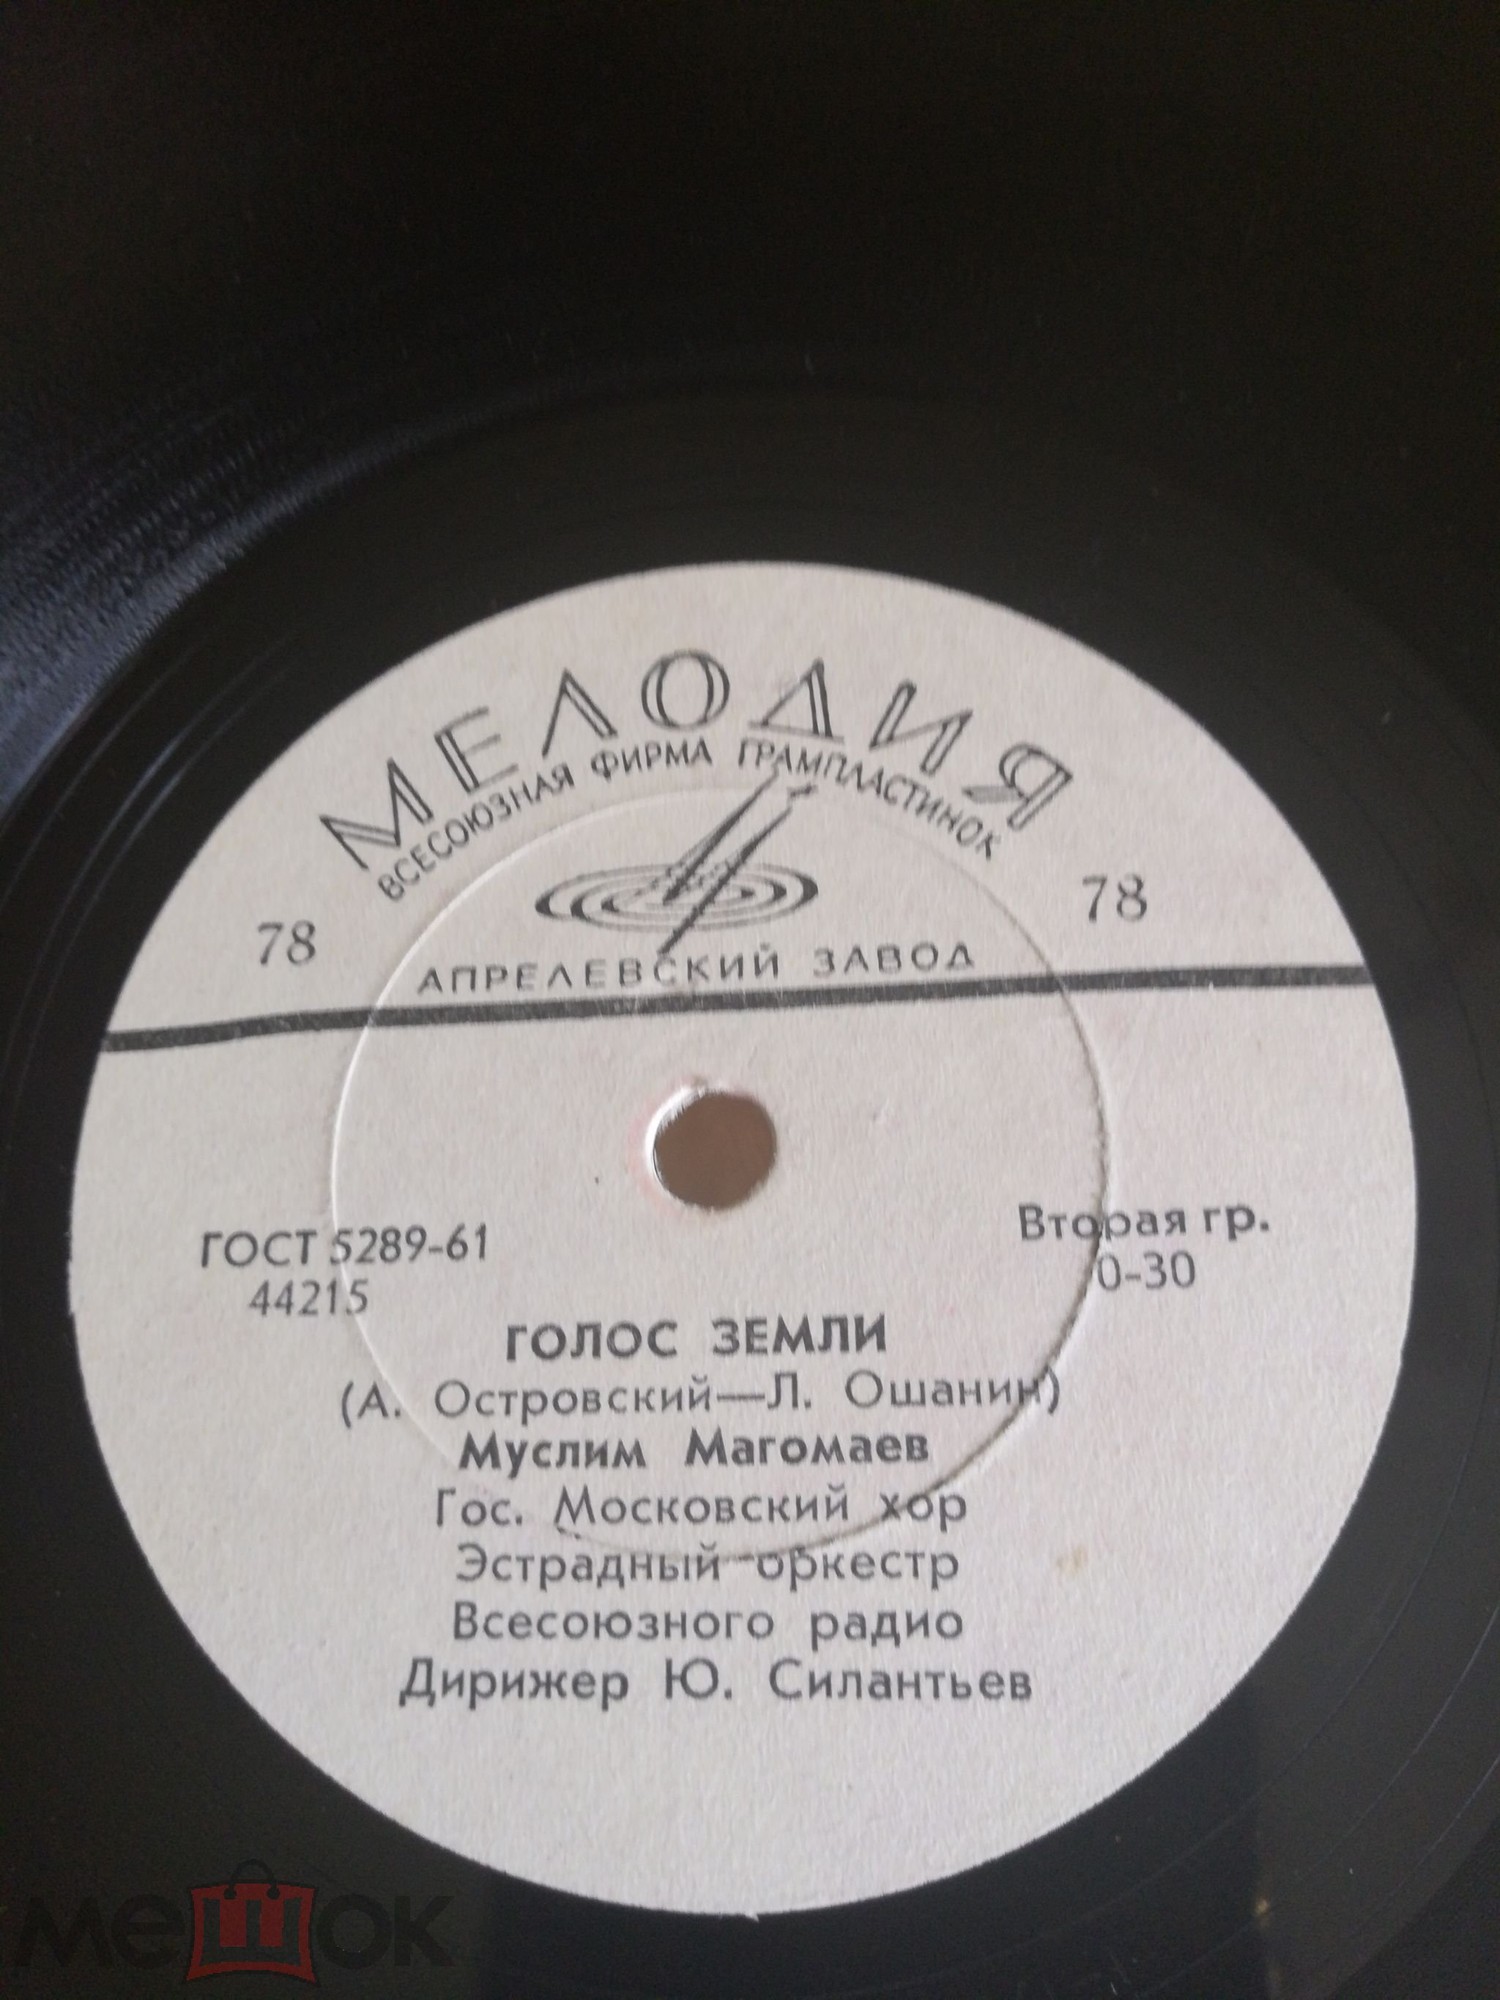 МЕЛОДИЯ
ВСЕСОЮЗНАЯ ФИРМА ГРАМПЛАСТИНОК
78 78
АПРЕЛЕВСКИЙ ЗАВОД
ГОСТ 5289-61 Вторая гр.
44215 0-30
ГОЛОС ЗЕМЛИ
(А. Островский—Л. Ошанин)
Муслим Магомаев
Гос. Московский хор
Эстрадный оркестр
Всесоюзного радио
Дирижер Ю. Силантьев
мешок